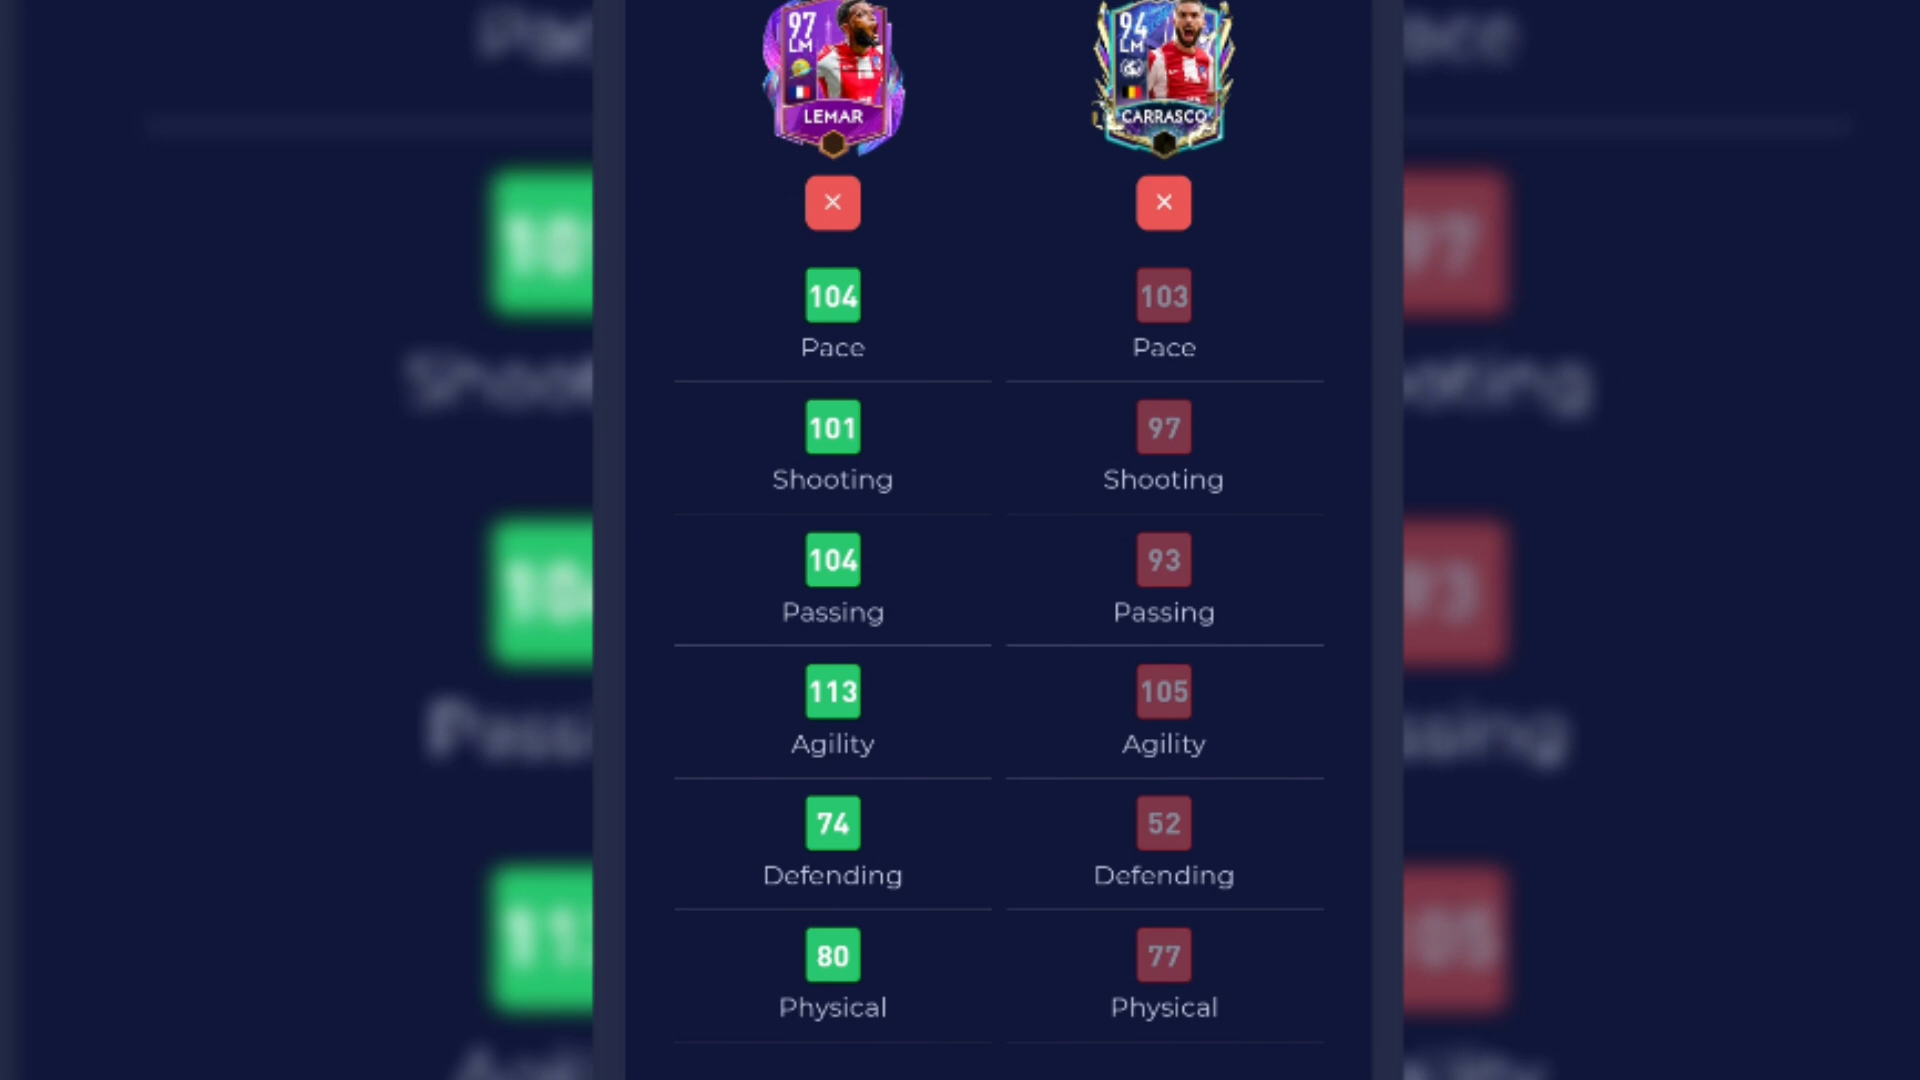 97 94
LM LM
LEMAR CARRASCO
× ×
104 103
Pace Pace
101 97
Shooting Shooting
104 93
Passing Passing
113 105
Agility Agility
74 52
Defending Defending
80 77
Physical Physical